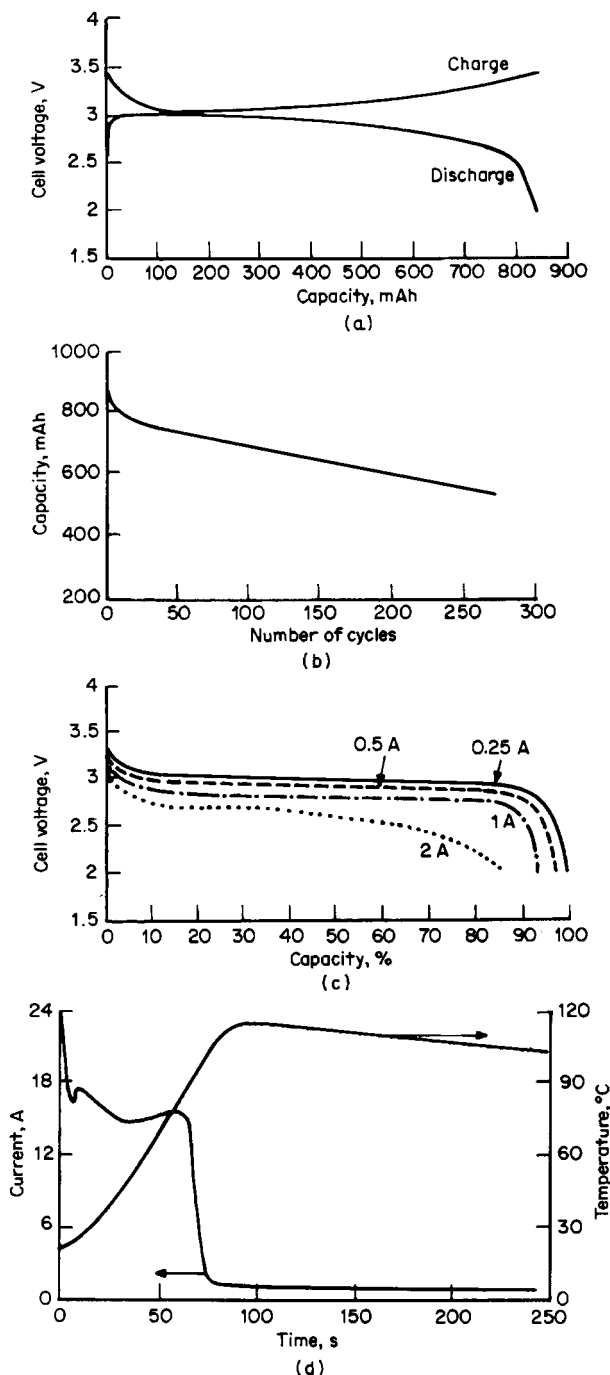 4
3.5
3
2.5
2
1.5
Cell voltage, V
Charge
Discharge
0 100 200 300 400 500 600 700 800 900
Capacity, mAh
(a)
1000
800
600
400
200
Capacity, mAh
0 50 100 150 200 250 300
Number of cycles
(b)
4
3.5
3
2.5
2
1.5
Cell voltage, V
0.5 A
0.25 A
1 A
2 A
0 10 20 30 40 50 60 70 80 90 100
Capacity, %
(c)
24
18
12
6
0
Current, A
120
90
60
30
0
Temperature, °C
0 50 100 150 200 250
Time, s
(d)